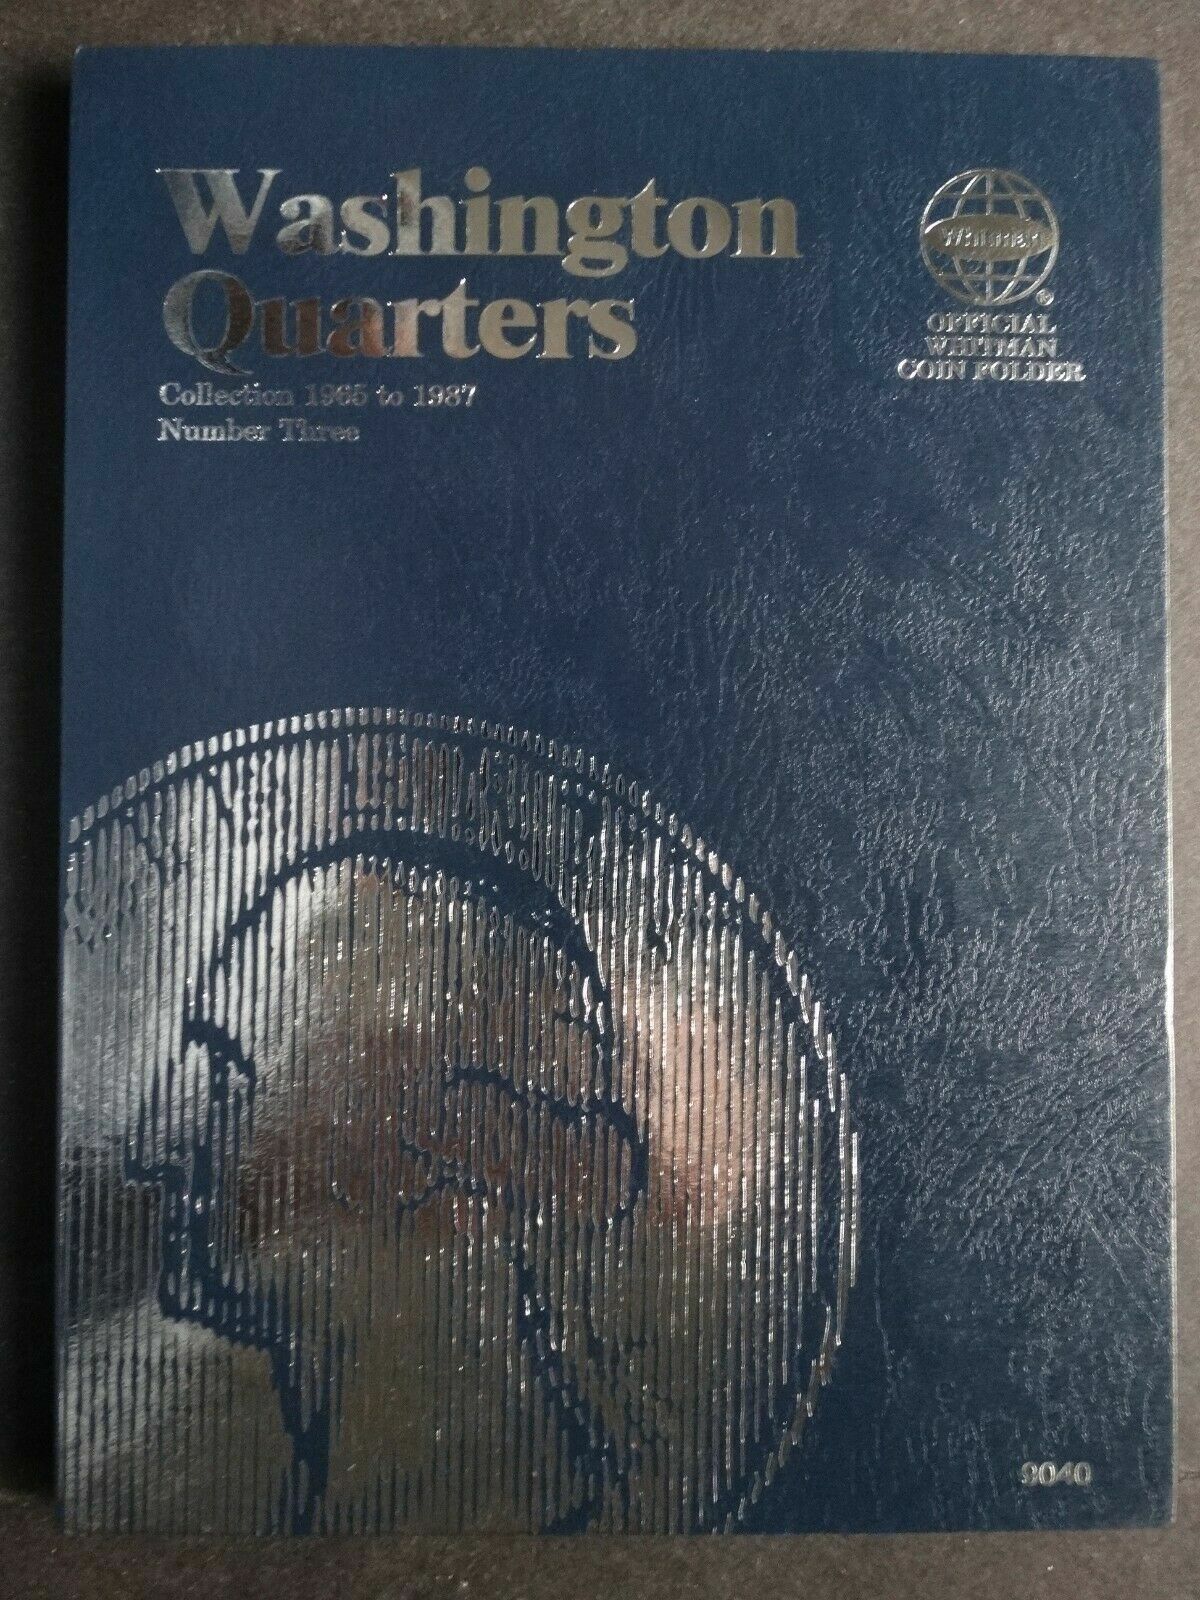 Washington
Quarters
Collection 1965 to 1987
Number Three
Whitman
®
OFFICIAL
WHITMAN
COIN FOLDER
9040